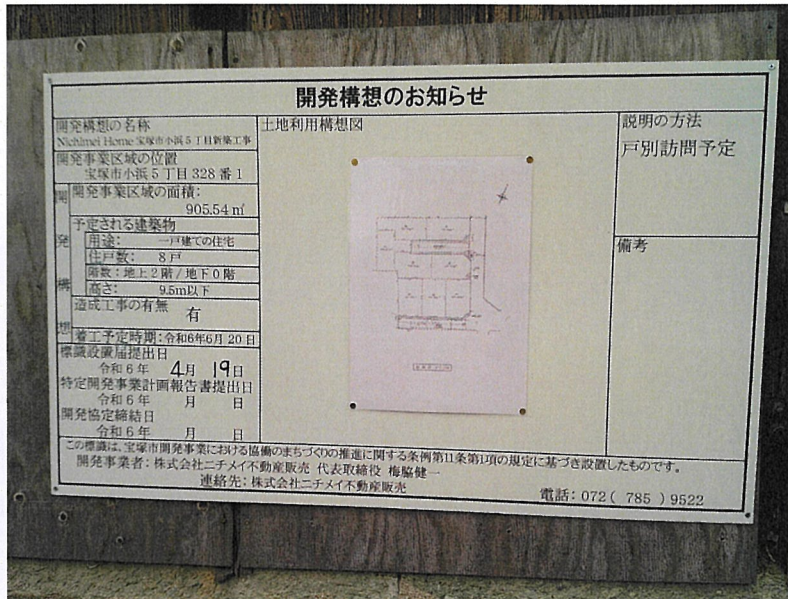 開発構想のお知らせ
開発構想の名称
Nichimei Home 宝塚市小浜5丁目新築工事
開発事業区域の位置
宝塚市小浜5丁目328番1
開発構想
開発事業区域の面積:
905.54㎡
予定される建築物
用途: 一戸建ての住宅
住戸数: 8戸
階数:地上2階/地下0階
高さ: 9.5m以下
造成工事の有無
有
着工予定時期:令和6年6月20日
標識設置届提出日
令和6年 4月 19日
特定開発事業計画報告書提出日
令和6年 月 日
開発協定締結日
令和6年 月 日
土地利用構想図
説明の方法
戸別訪問予定
備考
この標識は、宝塚市開発事業における協働のまちづくりの推進に関する条例第11条第1項の規定に基づき設置したものです。
開発事業者:株式会社ニチメイ不動産販売 代表取締役 梅脇健一
連絡先:株式会社ニチメイ不動産販売
電話:072( 785 )9522